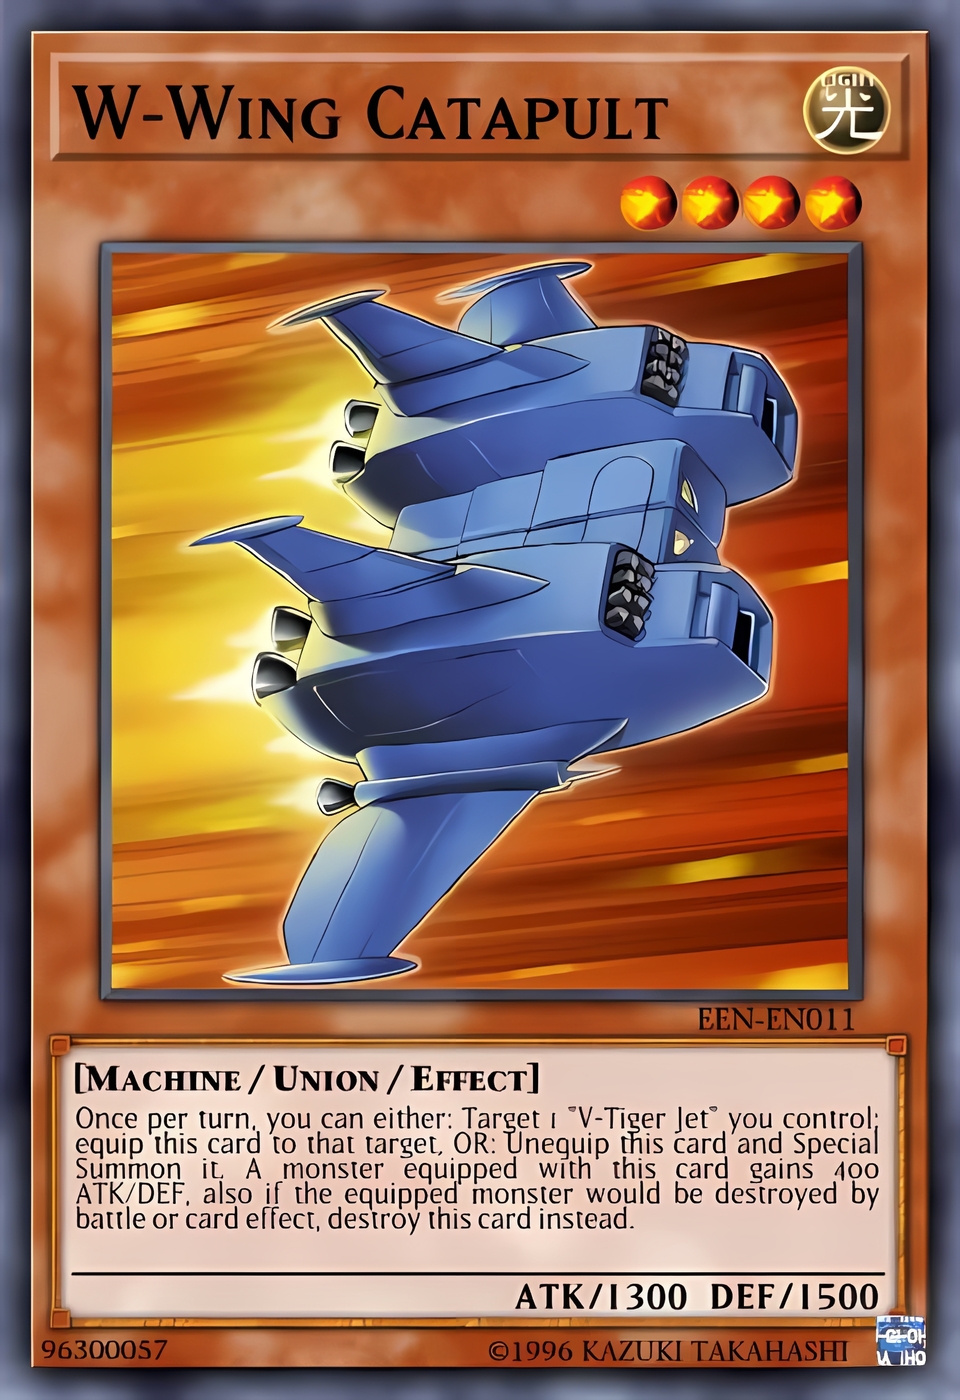 W-Wing Catapult
光
EEN-EN011
[Machine / Union / Effect]
Once per turn, you can either: Target 1 "V-Tiger Jet" you control;
equip this card to that target, OR: Unequip this card and Special
Summon it. A monster equipped with this card gains 400
ATK/DEF, also if the equipped monster would be destroyed by
battle or card effect, destroy this card instead.
ATK/1300 DEF/1500
96300057
©1996 KAZUKI TAKAHASHI